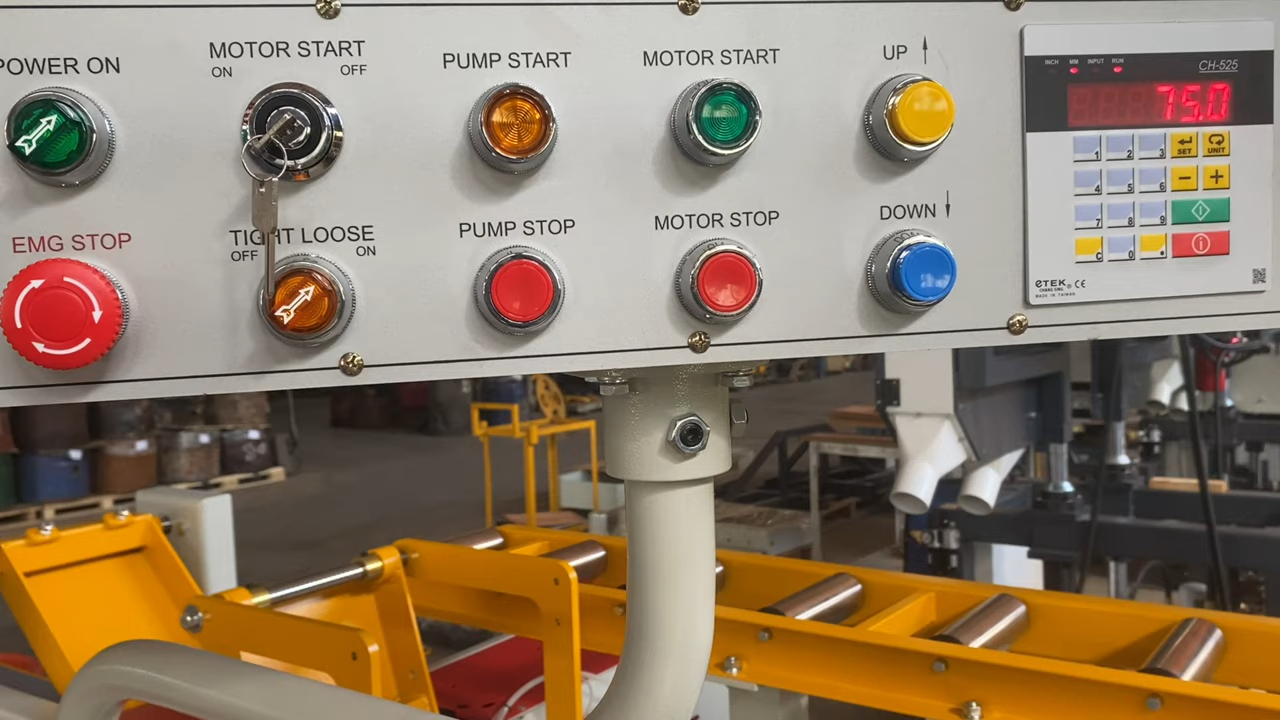 POWER ON
MOTOR START
ON OFF
PUMP START
MOTOR START
UP
EMG STOP
TIGHT LOOSE
OFF ON
PUMP STOP
MOTOR STOP
DOWN
INCH MM INPUT RUN
CH-525
75.0
1 2 3 SET UNIT
4 5 6 - +
7 8 9
C 0 .
eTEK CE
CHANG XING
MADE IN TAIWAN